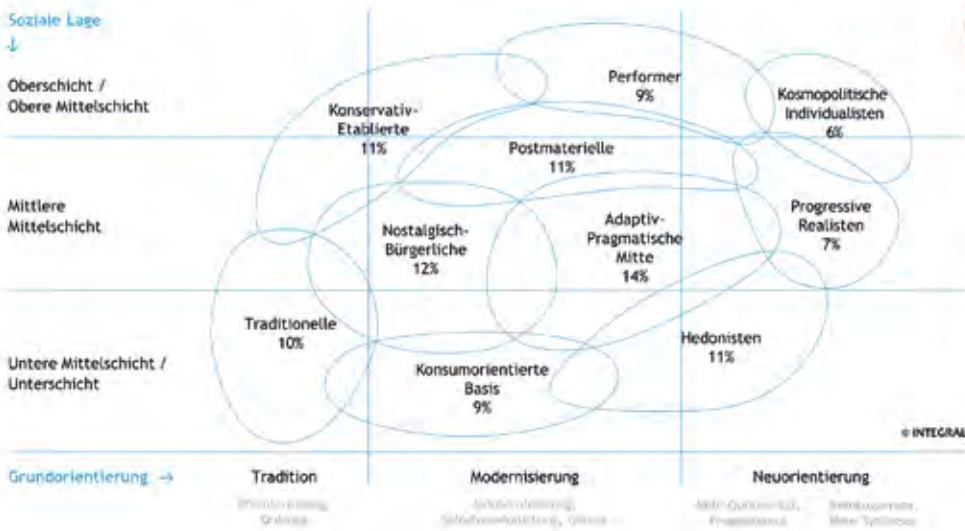 Soziale Lage
↓
Oberschicht /
Obere Mittelschicht
Mittlere
Mittelschicht
Untere Mittelschicht /
Unterschicht
Konservativ-
Etablierte
11%
Performer
9%
Kosmopolitische
Individualisten
6%
Postmaterielle
11%
Nostalgisch-
Bürgerliche
12%
Adaptiv-
Pragmatische
Mitte
14%
Progressive
Realisten
7%
Traditionelle
10%
Konsumorientierte
Basis
9%
Hedonisten
11%
© INTEGRAL
Grundorientierung →
Tradition
Modernisierung
Neuorientierung